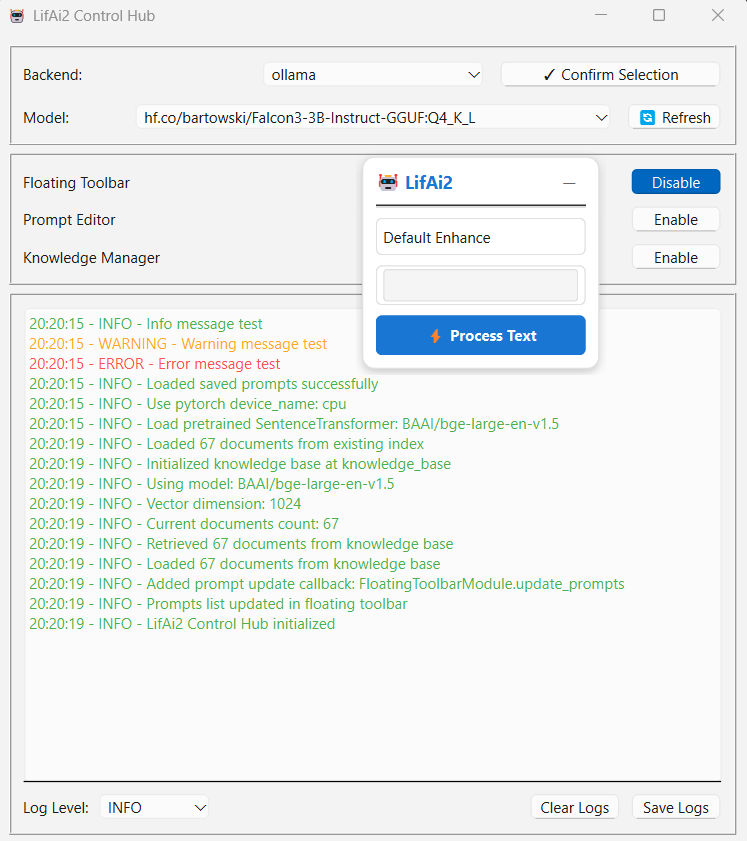 LifAi2 Control Hub
Backend:
ollama
✓ Confirm Selection
Model:
hf.co/bartowski/Falcon3-3B-Instruct-GGUF:Q4_K_L
Refresh
Floating Toolbar
Disable
Prompt Editor
Enable
Knowledge Manager
Enable
LifAi2
Default Enhance
Process Text
20:20:15 - INFO - Info message test
20:20:15 - WARNING - Warning message test
20:20:15 - ERROR - Error message test
20:20:15 - INFO - Loaded saved prompts successfully
20:20:15 - INFO - Use pytorch device_name: cpu
20:20:15 - INFO - Load pretrained SentenceTransformer: BAAI/bge-large-en-v1.5
20:20:19 - INFO - Loaded 67 documents from existing index
20:20:19 - INFO - Initialized knowledge base at knowledge_base
20:20:19 - INFO - Using model: BAAI/bge-large-en-v1.5
20:20:19 - INFO - Vector dimension: 1024
20:20:19 - INFO - Current documents count: 67
20:20:19 - INFO - Retrieved 67 documents from knowledge base
20:20:19 - INFO - Loaded 67 documents from knowledge base
20:20:19 - INFO - Added prompt update callback: FloatingToolbarModule.update_prompts
20:20:19 - INFO - Prompts list updated in floating toolbar
20:20:19 - INFO - LifAi2 Control Hub initialized
Log Level:
INFO
Clear Logs
Save Logs